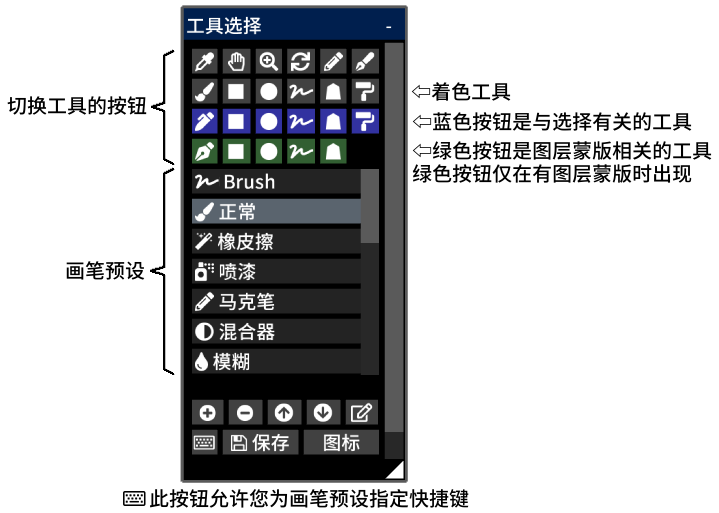 工具选择 -
切换工具的按钮
⇦着色工具
⇦蓝色按钮是与选择有关的工具
⇦绿色按钮是图层蒙版相关的工具
绿色按钮仅在有图层蒙版时出现
画笔预设
Brush
正常
橡皮擦
喷漆
马克笔
混合器
模糊
保存 图标
此按钮允许您为画笔预设指定快捷键